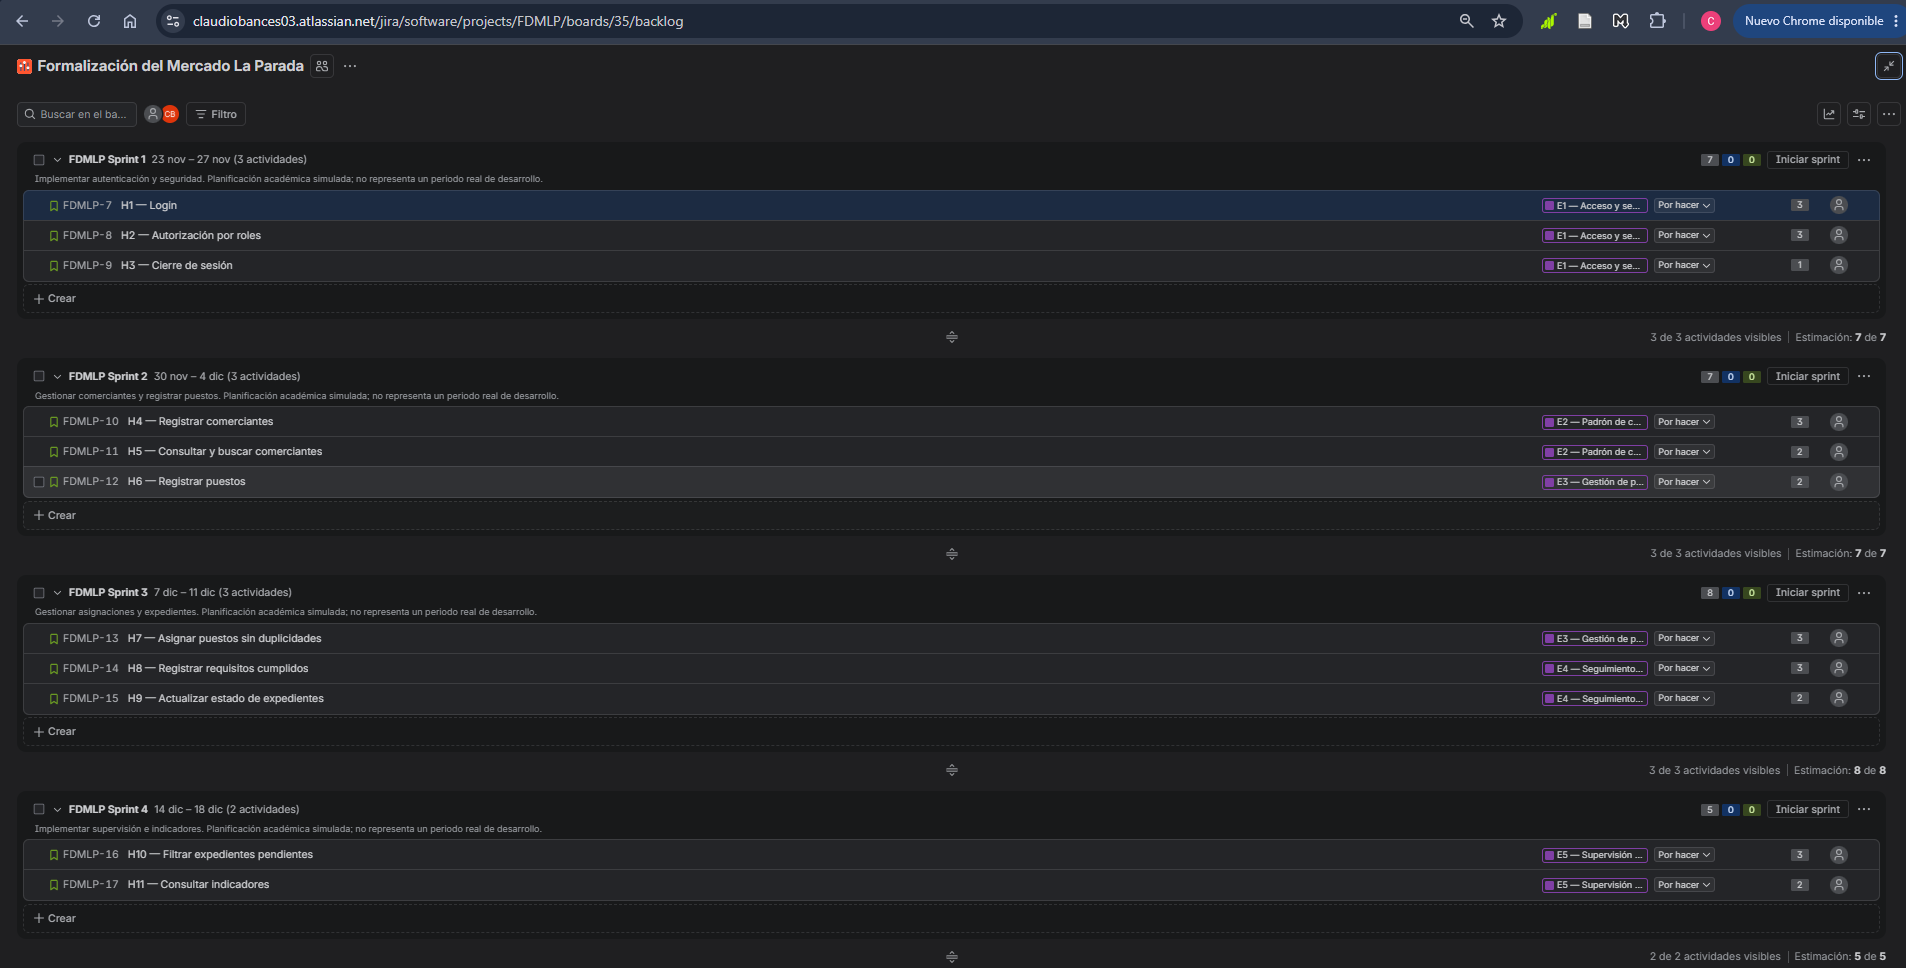 claudiobances03.atlassian.net/jira/software/projects/FDMLP/boards/35/backlog
C
Nuevo Chrome disponible
Formalización del Mercado La Parada
Buscar en el ba...
CB
Filtro
FDMLP Sprint 1 23 nov – 27 nov (3 actividades)
7 0 0 Iniciar sprint
Implementar autenticación y seguridad. Planificación académica simulada; no representa un periodo real de desarrollo.
FDMLP-7 H1 — Login E1 — Acceso y se... Por hacer 3
FDMLP-8 H2 — Autorización por roles E1 — Acceso y se... Por hacer 3
FDMLP-9 H3 — Cierre de sesión E1 — Acceso y se... Por hacer 1
+ Crear
3 de 3 actividades visibles | Estimación: 7 de 7
FDMLP Sprint 2 30 nov – 4 dic (3 actividades)
7 0 0 Iniciar sprint
Gestionar comerciantes y registrar puestos. Planificación académica simulada; no representa un periodo real de desarrollo.
FDMLP-10 H4 — Registrar comerciantes E2 — Padrón de c... Por hacer 3
FDMLP-11 H5 — Consultar y buscar comerciantes E2 — Padrón de c... Por hacer 2
FDMLP-12 H6 — Registrar puestos E3 — Gestión de p... Por hacer 2
+ Crear
3 de 3 actividades visibles | Estimación: 7 de 7
FDMLP Sprint 3 7 dic – 11 dic (3 actividades)
8 0 0 Iniciar sprint
Gestionar asignaciones y expedientes. Planificación académica simulada; no representa un periodo real de desarrollo.
FDMLP-13 H7 — Asignar puestos sin duplicidades E3 — Gestión de p... Por hacer 3
FDMLP-14 H8 — Registrar requisitos cumplidos E4 — Seguimiento... Por hacer 3
FDMLP-15 H9 — Actualizar estado de expedientes E4 — Seguimiento... Por hacer 2
+ Crear
3 de 3 actividades visibles | Estimación: 8 de 8
FDMLP Sprint 4 14 dic – 18 dic (2 actividades)
5 0 0 Iniciar sprint
Implementar supervisión e indicadores. Planificación académica simulada; no representa un periodo real de desarrollo.
FDMLP-16 H10 — Filtrar expedientes pendientes E5 — Supervisión ... Por hacer 3
FDMLP-17 H11 — Consultar indicadores E5 — Supervisión ... Por hacer 2
+ Crear
2 de 2 actividades visibles | Estimación: 5 de 5